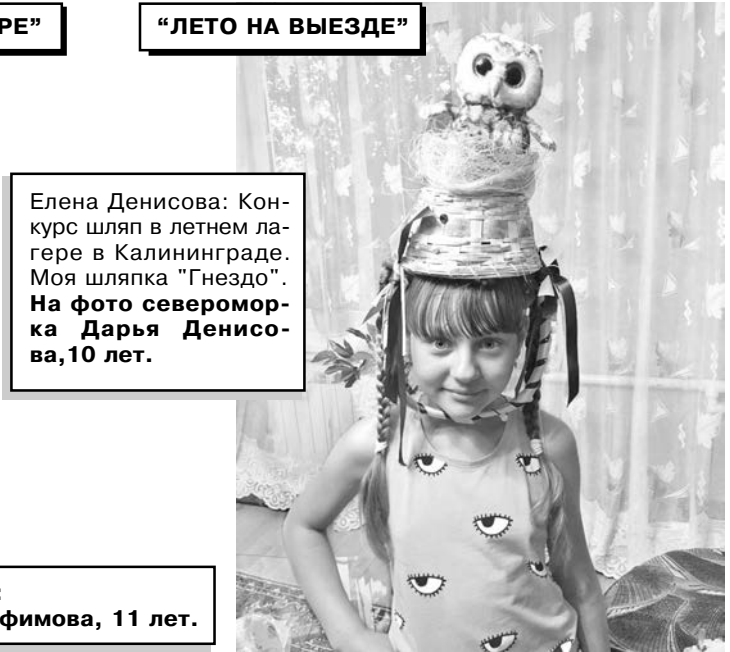 РЕ”
“ЛЕТО НА ВЫЕЗДЕ”
Елена Денисова: Кон-
курс шляп в летнем ла-
гере в Калининграде.
Моя шляпка "Гнездо".
На фото северомор-
ка Дарья Денисо-
ва,10 лет.
фимова, 11 лет.